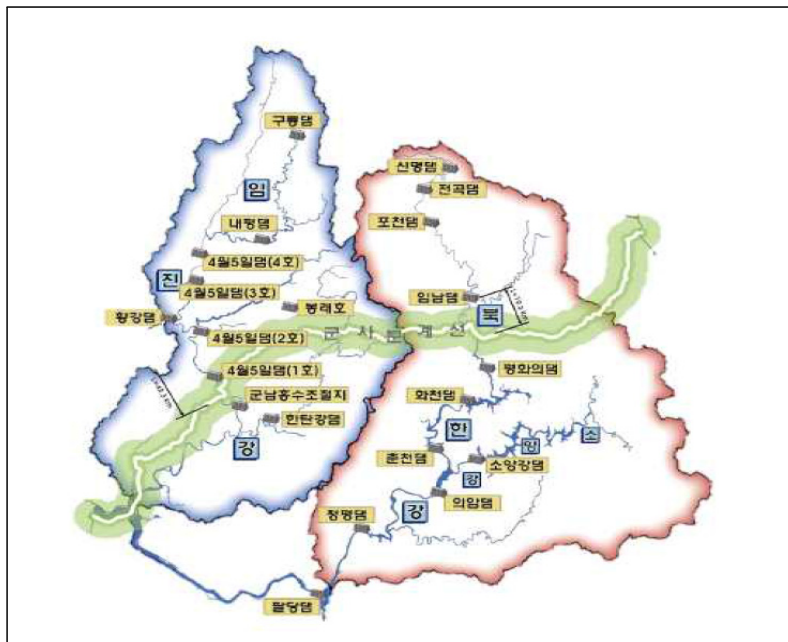 구룡댐
신명댐
전곡댐
임
내평댐
포천댐
4월5일댐(4호)
진
4월5일댐(3호)
임남댐
봉래호
북
황강댐
4월5일댐(2호)
군사분계선
평화의댐
4월5일댐(1호)
화천댐
군남홍수조절지
한탄강댐
한
강
양
소
춘천댐
소양강댐
강
의암댐
강
청평댐
팔당댐